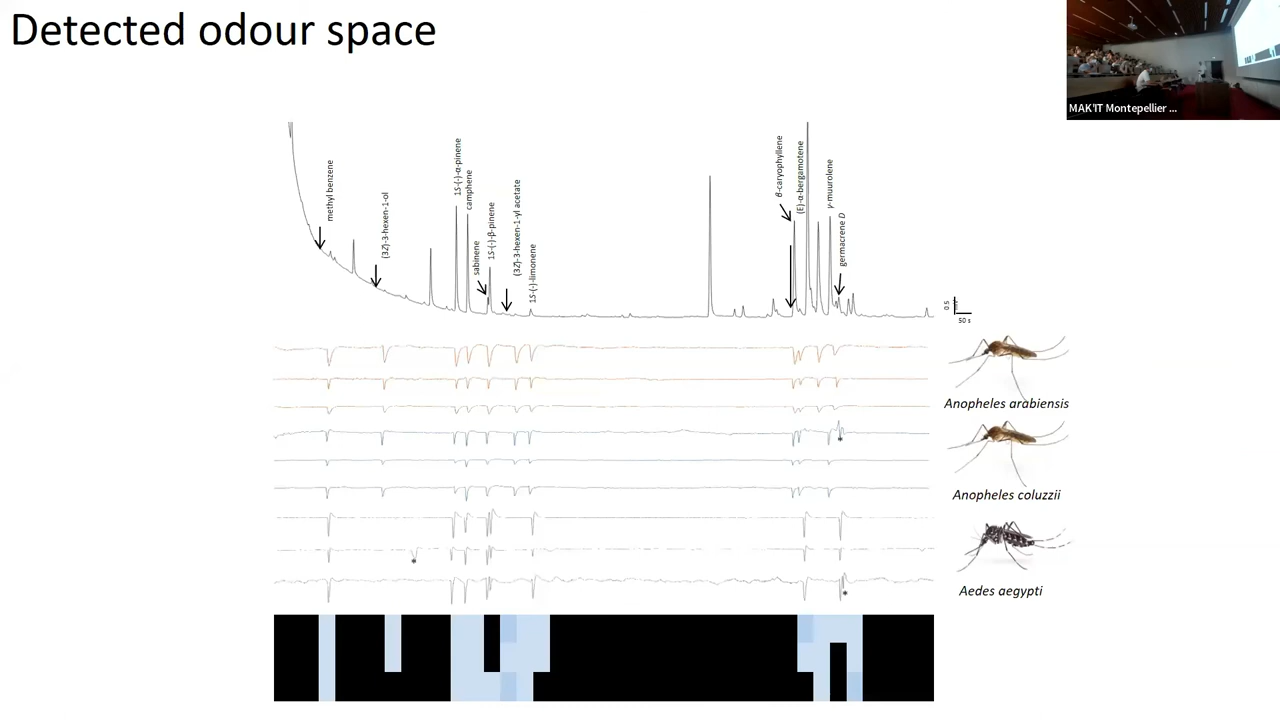 Detected odour space
MAK'IT Montepellier ...
methyl benzene
(3Z)-3-hexen-1-ol
1S-(-)-α-pinene
camphene
sabinene
1S-(-)-β-pinene
(3Z)-3-hexen-1-yl acetate
1S-(-)-limonene
β-caryophyllene
(E)-α-bergamotene
γ-muurolene
germacrene D
0.5
50 s
Anopheles arabiensis
*
Anopheles coluzzii
*
*
Aedes aegypti